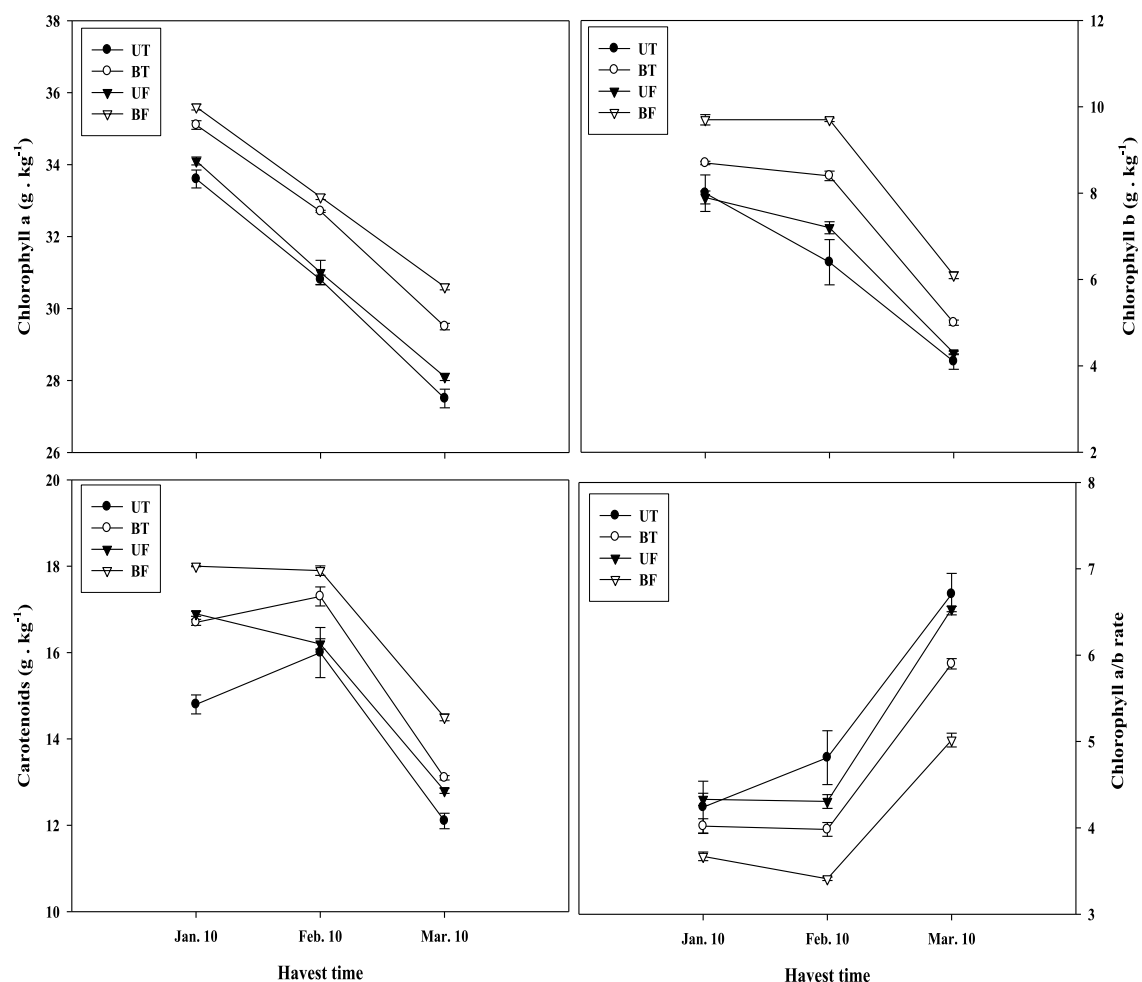 38
36
34
32
30
28
26
Chlorophyll a (g . kg⁻¹)
UT
BT
UF
BF
12
10
8
6
4
2
Chlorophyll b (g . kg⁻¹)
UT
BT
UF
BF
20
18
16
14
12
10
Carotenoids (g . kg⁻¹)
UT
BT
UF
BF
Jan. 10 Feb. 10 Mar. 10
Havest time
8
7
6
5
4
3
Chlorophyll a/b rate
UT
BT
UF
BF
Jan. 10 Feb. 10 Mar. 10
Havest time